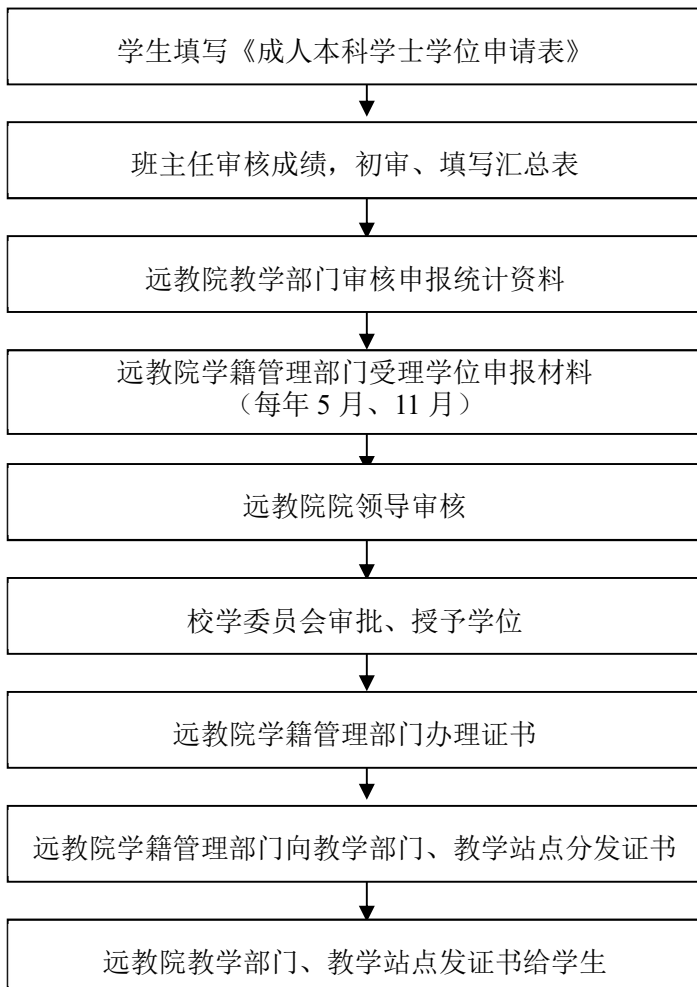 学生填写《成人本科学士学位申请表》
班主任审核成绩，初审、填写汇总表
远教院教学部门审核申报统计资料
远教院学籍管理部门受理学位申报材料
（每年 5 月、11 月）
远教院院领导审核
校学委员会审批、授予学位
远教院学籍管理部门办理证书
远教院学籍管理部门向教学部门、教学站点分发证书
远教院教学部门、教学站点发证书给学生